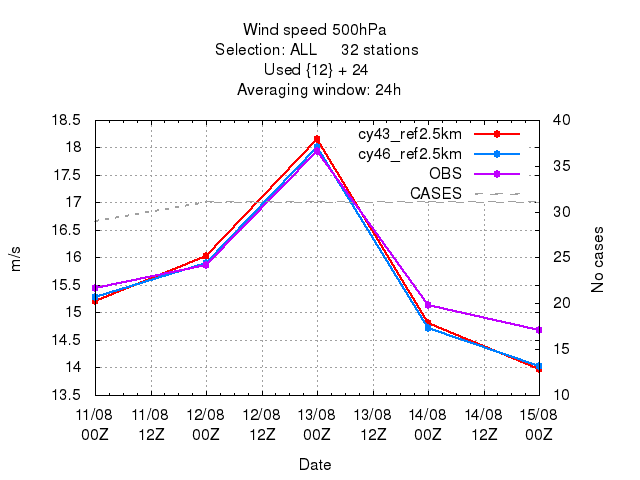 Wind speed 500hPa
Selection: ALL 32 stations
Used {12} + 24
Averaging window: 24h
18.5
18
17.5
17
16.5
16
15.5
15
14.5
14
13.5
m/s
cy43_ref2.5km
cy46_ref2.5km
OBS
CASES
40
35
30
25
20
15
10
No cases
11/08 11/08 12/08 12/08 13/08 13/08 14/08 14/08 15/08
00Z 12Z 00Z 12Z 00Z 12Z 00Z 12Z 00Z
Date